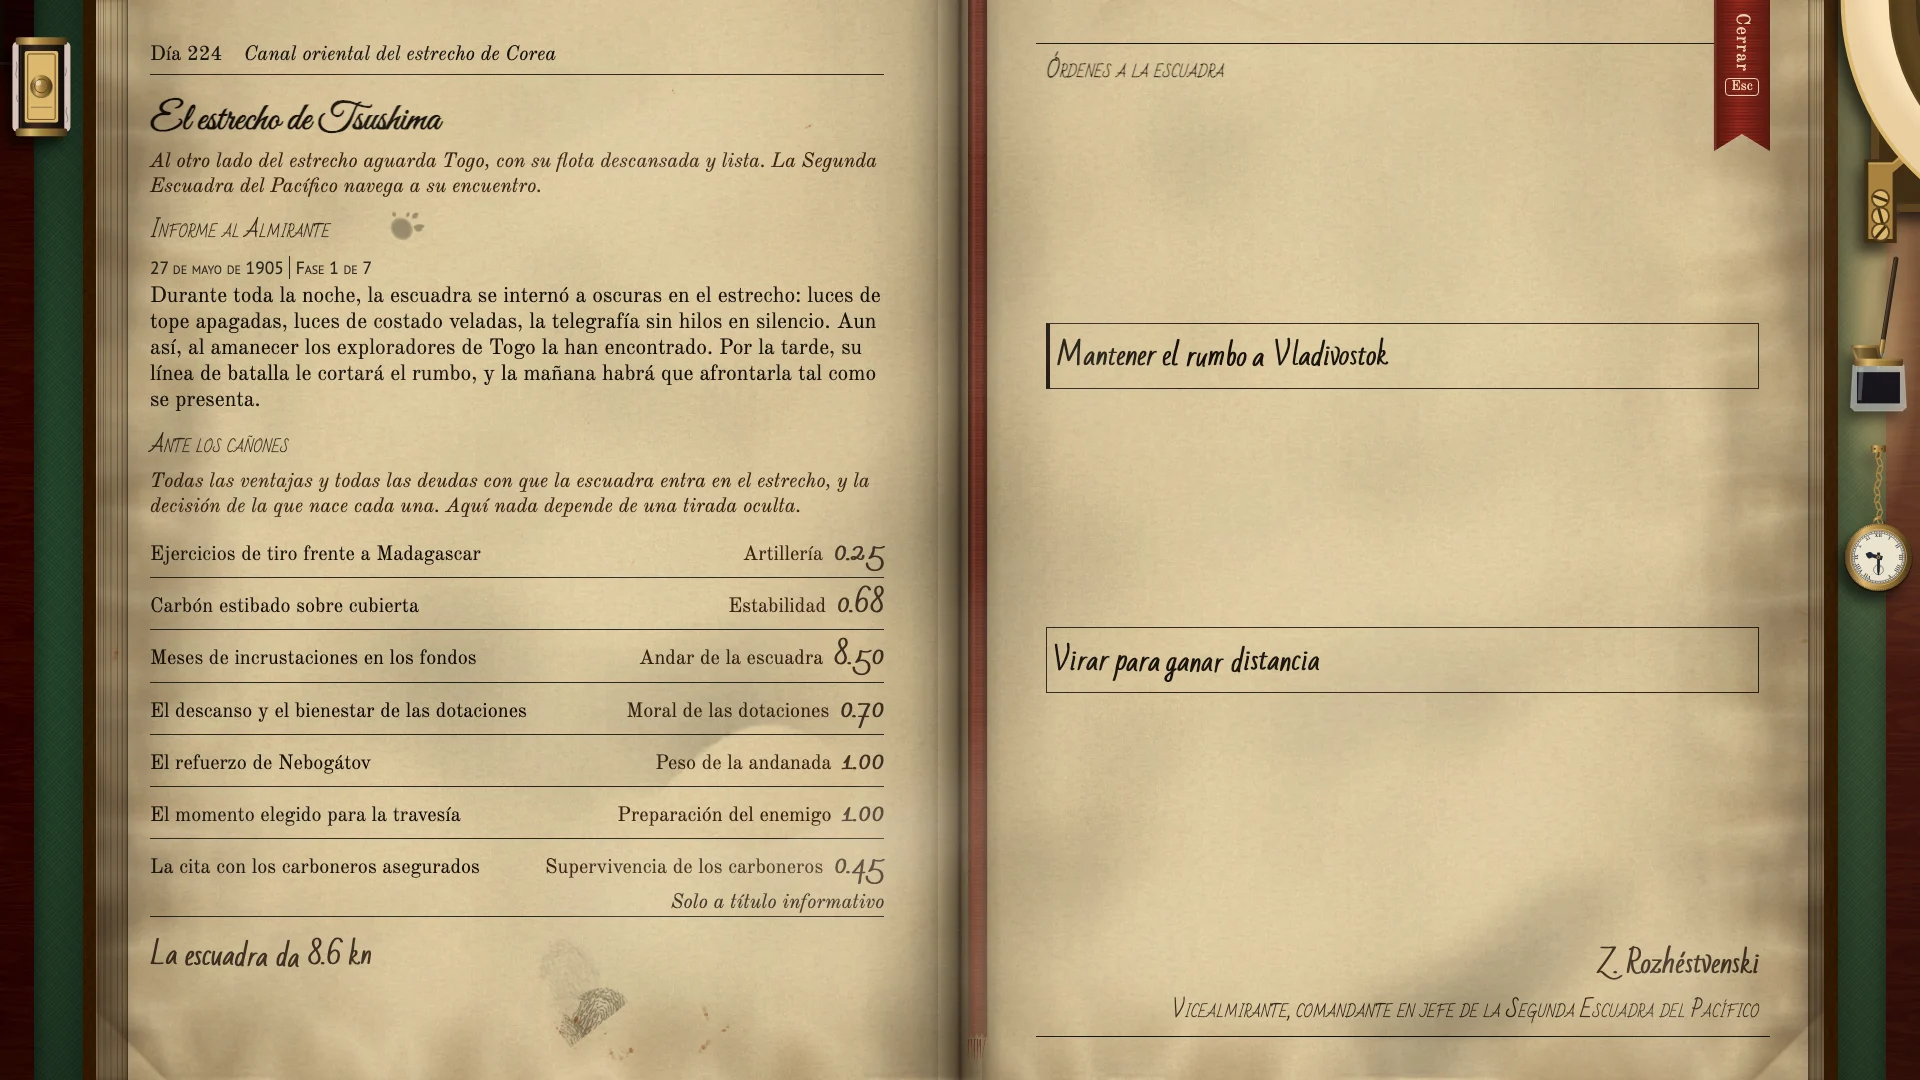 Día 224 Canal oriental del estrecho de Corea
El estrecho de Tsushima
Al otro lado del estrecho aguarda Togo, con su flota descansada y lista. La Segunda
Escuadra del Pacífico navega a su encuentro.
Informe al Almirante
27 de mayo de 1905 | Fase 1 de 7
Durante toda la noche, la escuadra se internó a oscuras en el estrecho: luces de
tope apagadas, luces de costado veladas, la telegrafía sin hilos en silencio. Aun
así, al amanecer los exploradores de Togo la han encontrado. Por la tarde, su
línea de batalla le cortará el rumbo, y la mañana habrá que afrontarla tal como
se presenta.
Ante los cañones
Todas las ventajas y todas las deudas con que la escuadra entra en el estrecho, y la
decisión de la que nace cada una. Aquí nada depende de una tirada oculta.
Ejercicios de tiro frente a Madagascar Artillería 0.25
Carbón estibado sobre cubierta Estabilidad 0.68
Meses de incrustaciones en los fondos Andar de la escuadra 8.50
El descanso y el bienestar de las dotaciones Moral de las dotaciones 0.70
El refuerzo de Nebogátov Peso de la andanada 1.00
El momento elegido para la travesía Preparación del enemigo 1.00
La cita con los carboneros asegurados Supervivencia de los carboneros 0.45
Solo a título informativo
La escuadra da 8.6 kn
Órdenes a la escuadra
Mantener el rumbo a Vladivostok
Virar para ganar distancia
Z. Rozhéstvenski
Vicealmirante, comandante en jefe de la Segunda Escuadra del Pacífico
Cerrar
Esc